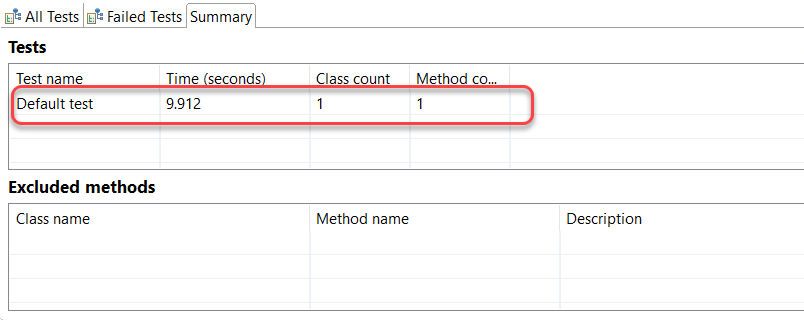 All Tests Failed Tests Summary
Tests
Test name Time (seconds) Class count Method co...
Default test 9.912 1 1
Excluded methods
Class name Method name Description